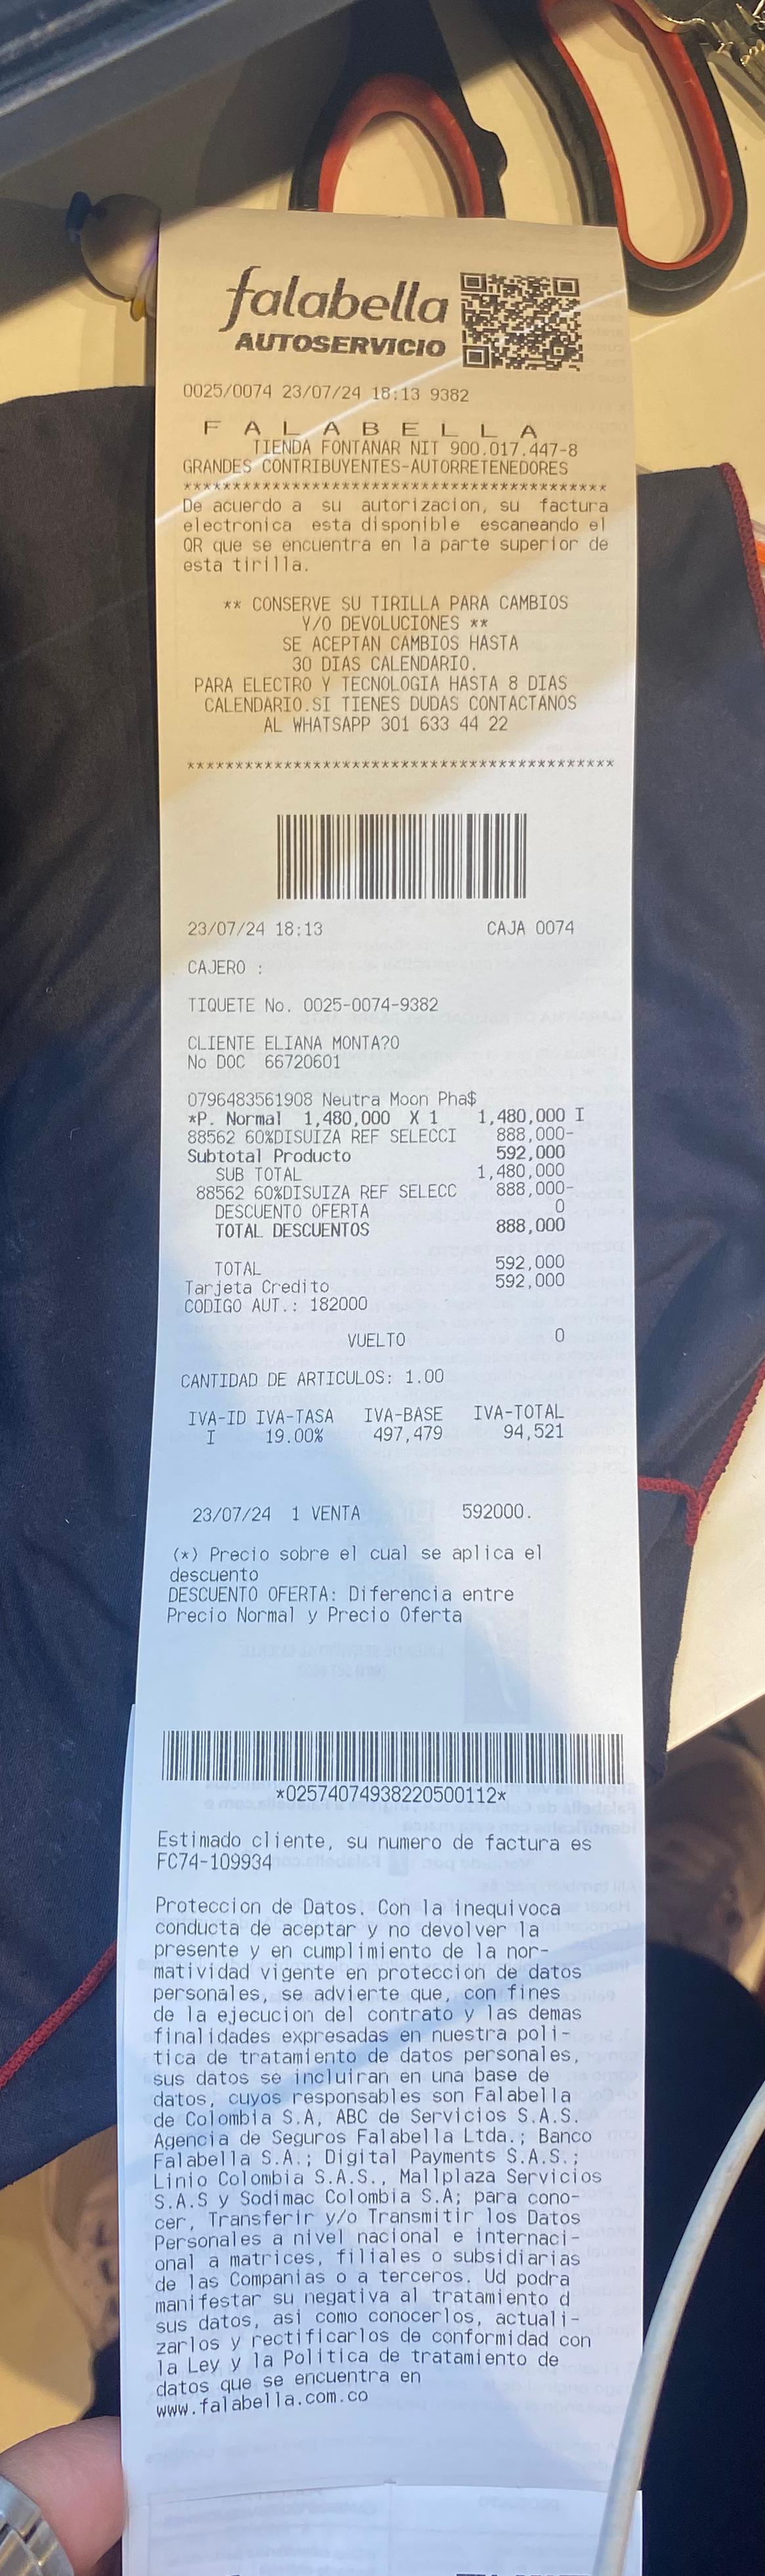 falabella
AUTOSERVICIO
0025/0074 23/07/24 18:13 9382
F A L A B E L L A
TIENDA FONTANAR NIT 900.017.447-8
GRANDES CONTRIBUYENTES-AUTORRETENEDORES
********************************************
De acuerdo a su autorizacion, su factura
electronica esta disponible escaneando el
QR que se encuentra en la parte superior de
esta tirilla.
** CONSERVE SU TIRILLA PARA CAMBIOS
Y/O DEVOLUCIONES **
SE ACEPTAN CAMBIOS HASTA
30 DIAS CALENDARIO.
PARA ELECTRO Y TECNOLOGIA HASTA 8 DIAS
CALENDARIO.SI TIENES DUDAS CONTACTANOS
AL WHATSAPP 301 633 44 22
********************************************
23/07/24 18:13 CAJA 0074
CAJERO :
TIQUETE No. 0025-0074-9382
CLIENTE ELIANA MONTA?O
No DOC 66720601
0796483561908 Neutra Moon Pha$
*P. Normal 1,480,000 X 1 1,480,000 I
88562 60%DISUIZA REF SELECCI 888,000-
Subtotal Producto 592,000
SUB TOTAL 1,480,000
88562 60%DISUIZA REF SELECC 888,000-
DESCUENTO OFERTA 0
TOTAL DESCUENTOS 888,000
TOTAL 592,000
Tarjeta Credito 592,000
CODIGO AUT.: 182000
VUELTO 0
CANTIDAD DE ARTICULOS: 1.00
IVA-ID IVA-TASA IVA-BASE IVA-TOTAL
I 19.00% 497,479 94,521
23/07/24 1 VENTA 592000.
(*) Precio sobre el cual se aplica el
descuento
DESCUENTO OFERTA: Diferencia entre
Precio Normal y Precio Oferta
*02574074938220500112*
Estimado cliente, su numero de factura es
FC74-109934
Proteccion de Datos. Con la inequivoca
conducta de aceptar y no devolver la
presente y en cumplimiento de la nor-
matividad vigente en proteccion de datos
personales, se advierte que, con fines
de la ejecucion del contrato y las demas
finalidades expresadas en nuestra poli-
tica de tratamiento de datos personales,
sus datos se incluiran en una base de
datos, cuyos responsables son Falabella
de Colombia S.A, ABC de Servicios S.A.S.
Agencia de Seguros Falabella Ltda.; Banco
Falabella S.A.; Digital Payments S.A.S.;
Linio Colombia S.A.S., Mallplaza Servicios
S.A.S y Sodimac Colombia S.A; para cono-
cer, Transferir y/o Transmitir los Datos
Personales a nivel nacional e internaci-
onal a matrices, filiales o subsidiarias
de las Companias o a terceros. Ud podra
manifestar su negativa al tratamiento d
sus datos, asi como conocerlos, actuali-
zarlos y rectificarlos de conformidad con
la Ley y la Politica de tratamiento de
datos que se encuentra en
www.falabella.com.co